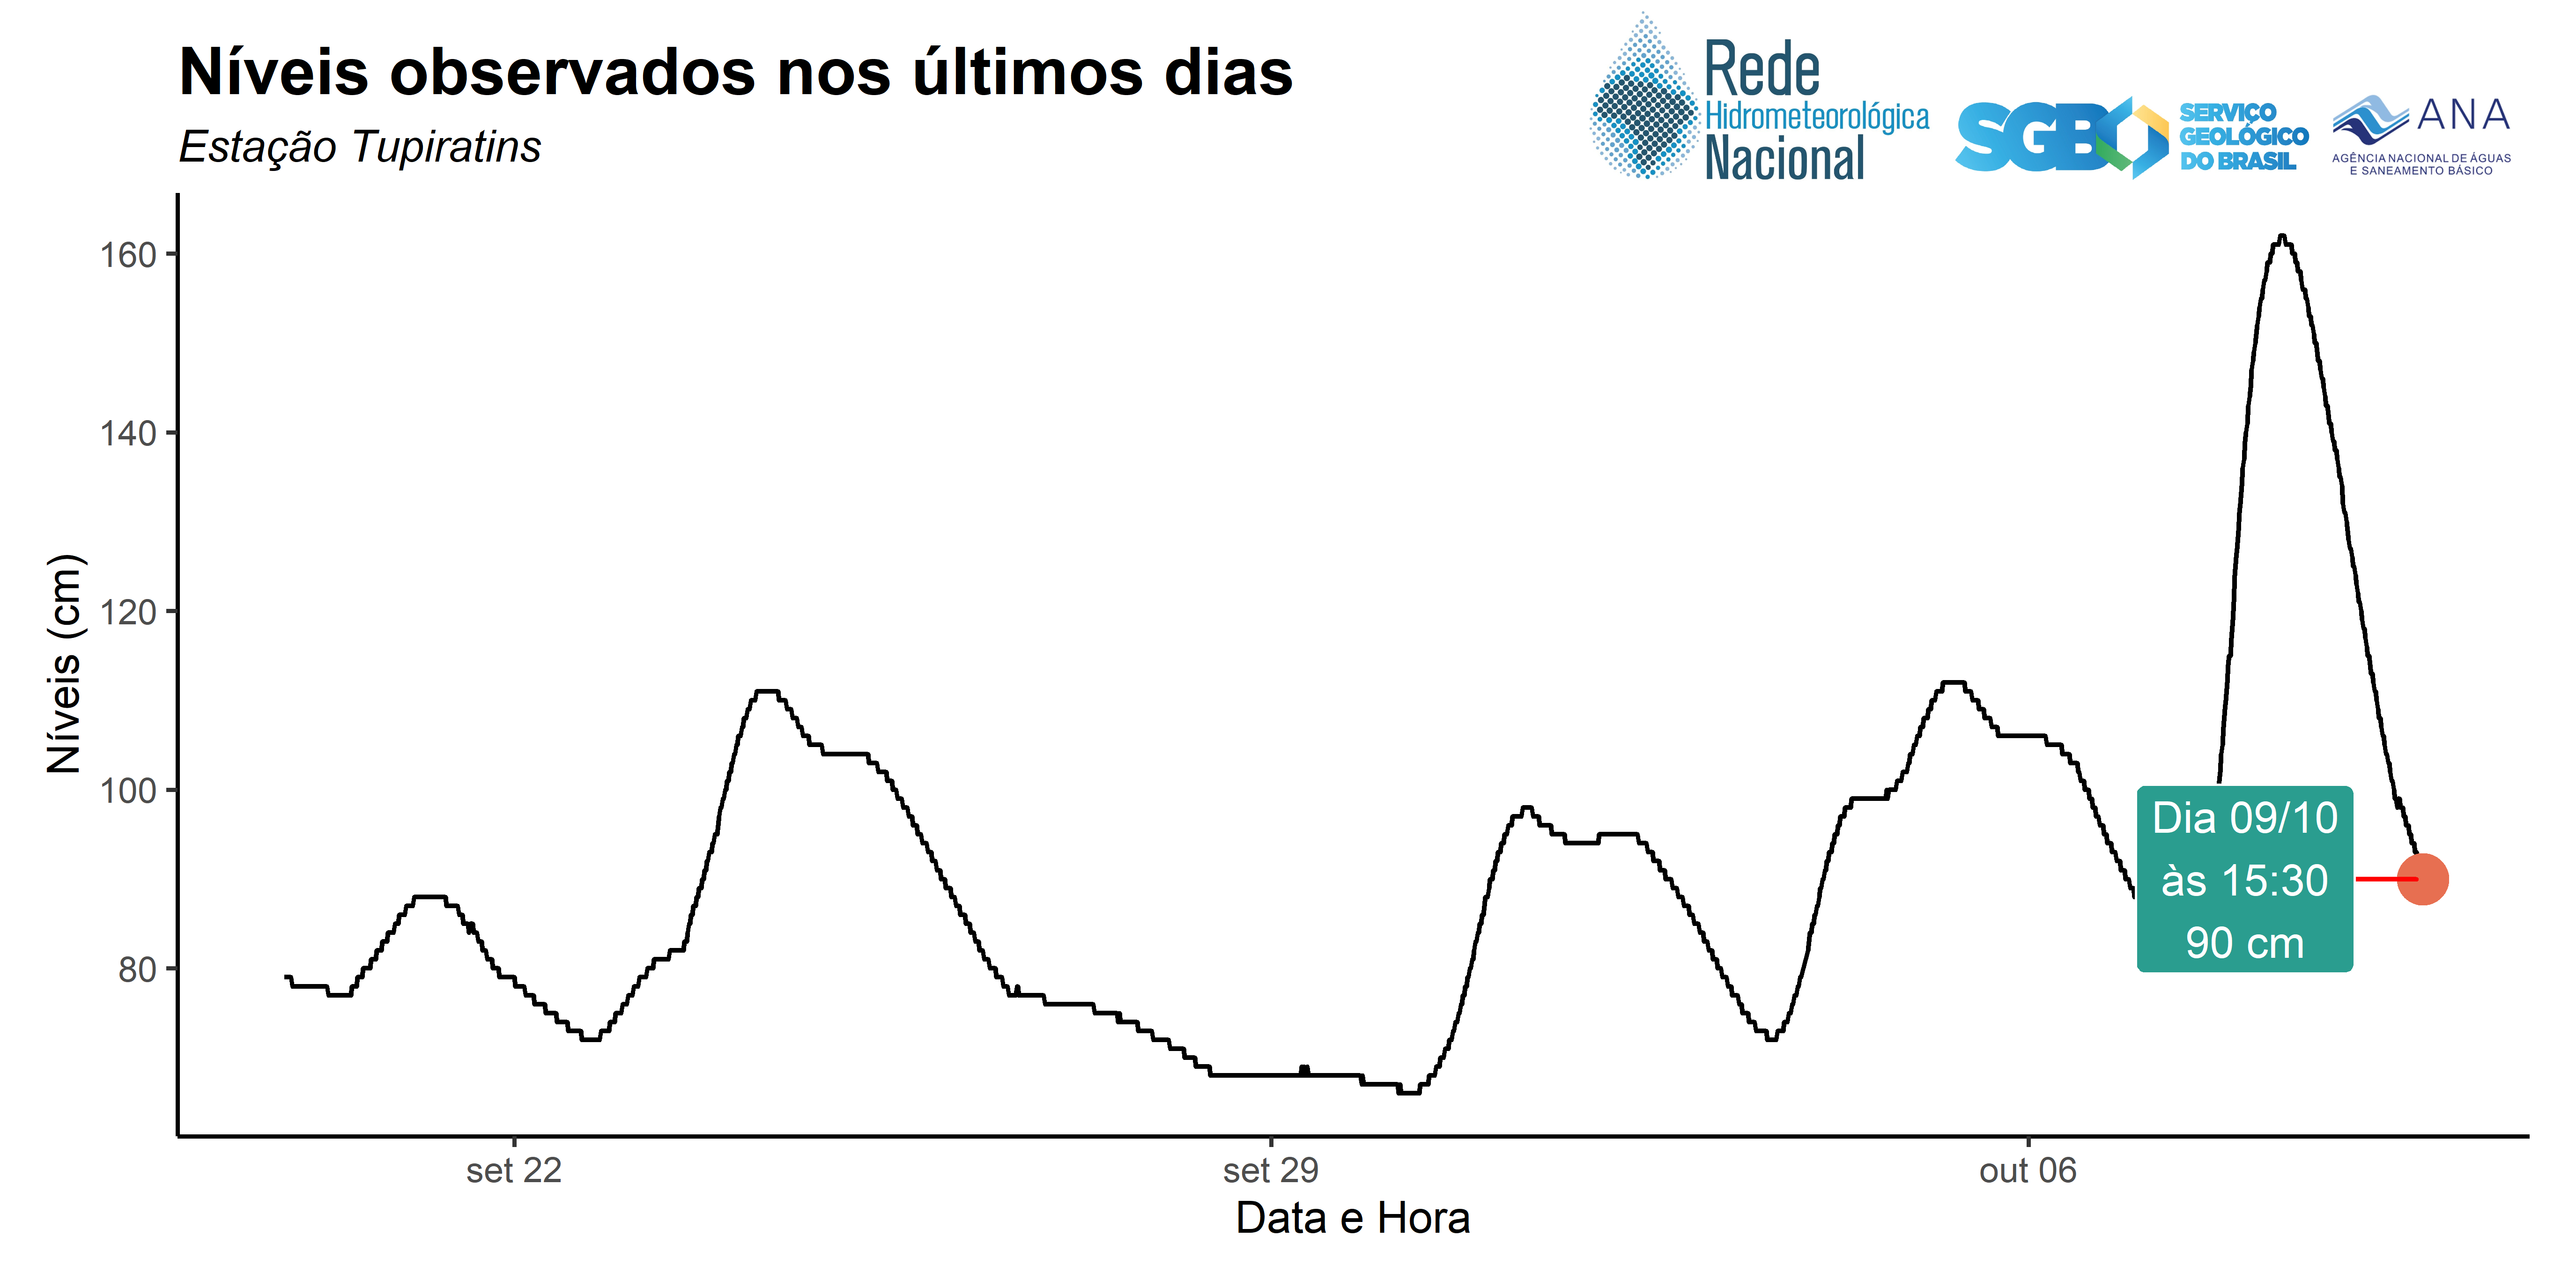 Níveis observados nos últimos dias
Estação Tupiratins
Rede
Hidrometeorológica
Nacional
SGB
SERVIÇO
GEOLÓGICO
DO BRASIL
ANA
AGÊNCIA NACIONAL DE ÁGUAS
E SANEAMENTO BÁSICO
Níveis (cm)
160
140
120
100
80
Dia 09/10
às 15:30
90 cm
set 22
set 29
out 06
Data e Hora